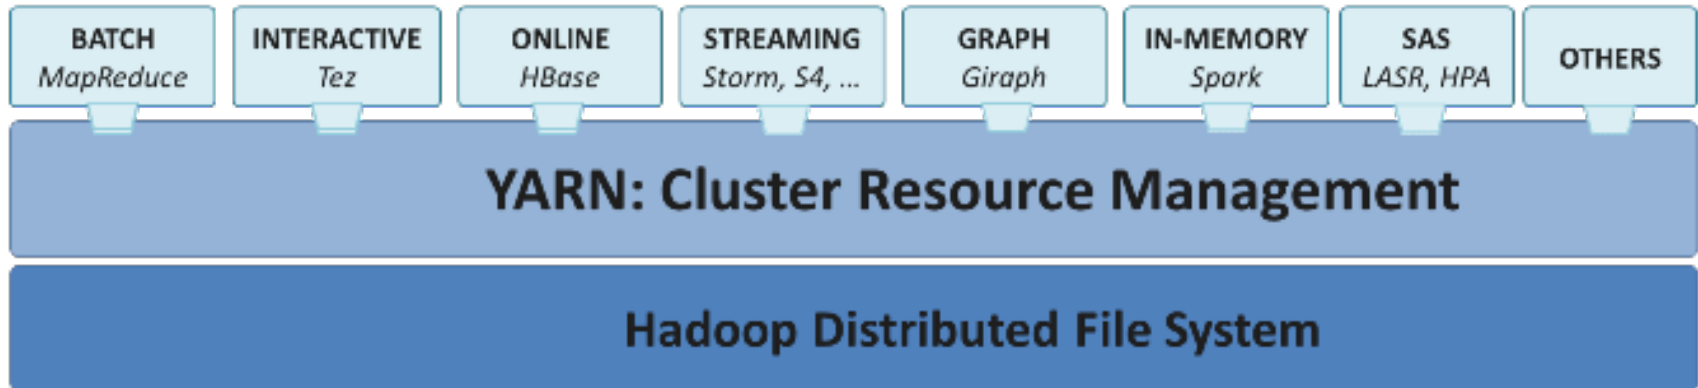 BATCH
MapReduce
INTERACTIVE
Tez
ONLINE
HBase
STREAMING
Storm, S4, ...
GRAPH
Giraph
IN-MEMORY
Spark
SAS
LASR, HPA
OTHERS
YARN: Cluster Resource Management
Hadoop Distributed File System